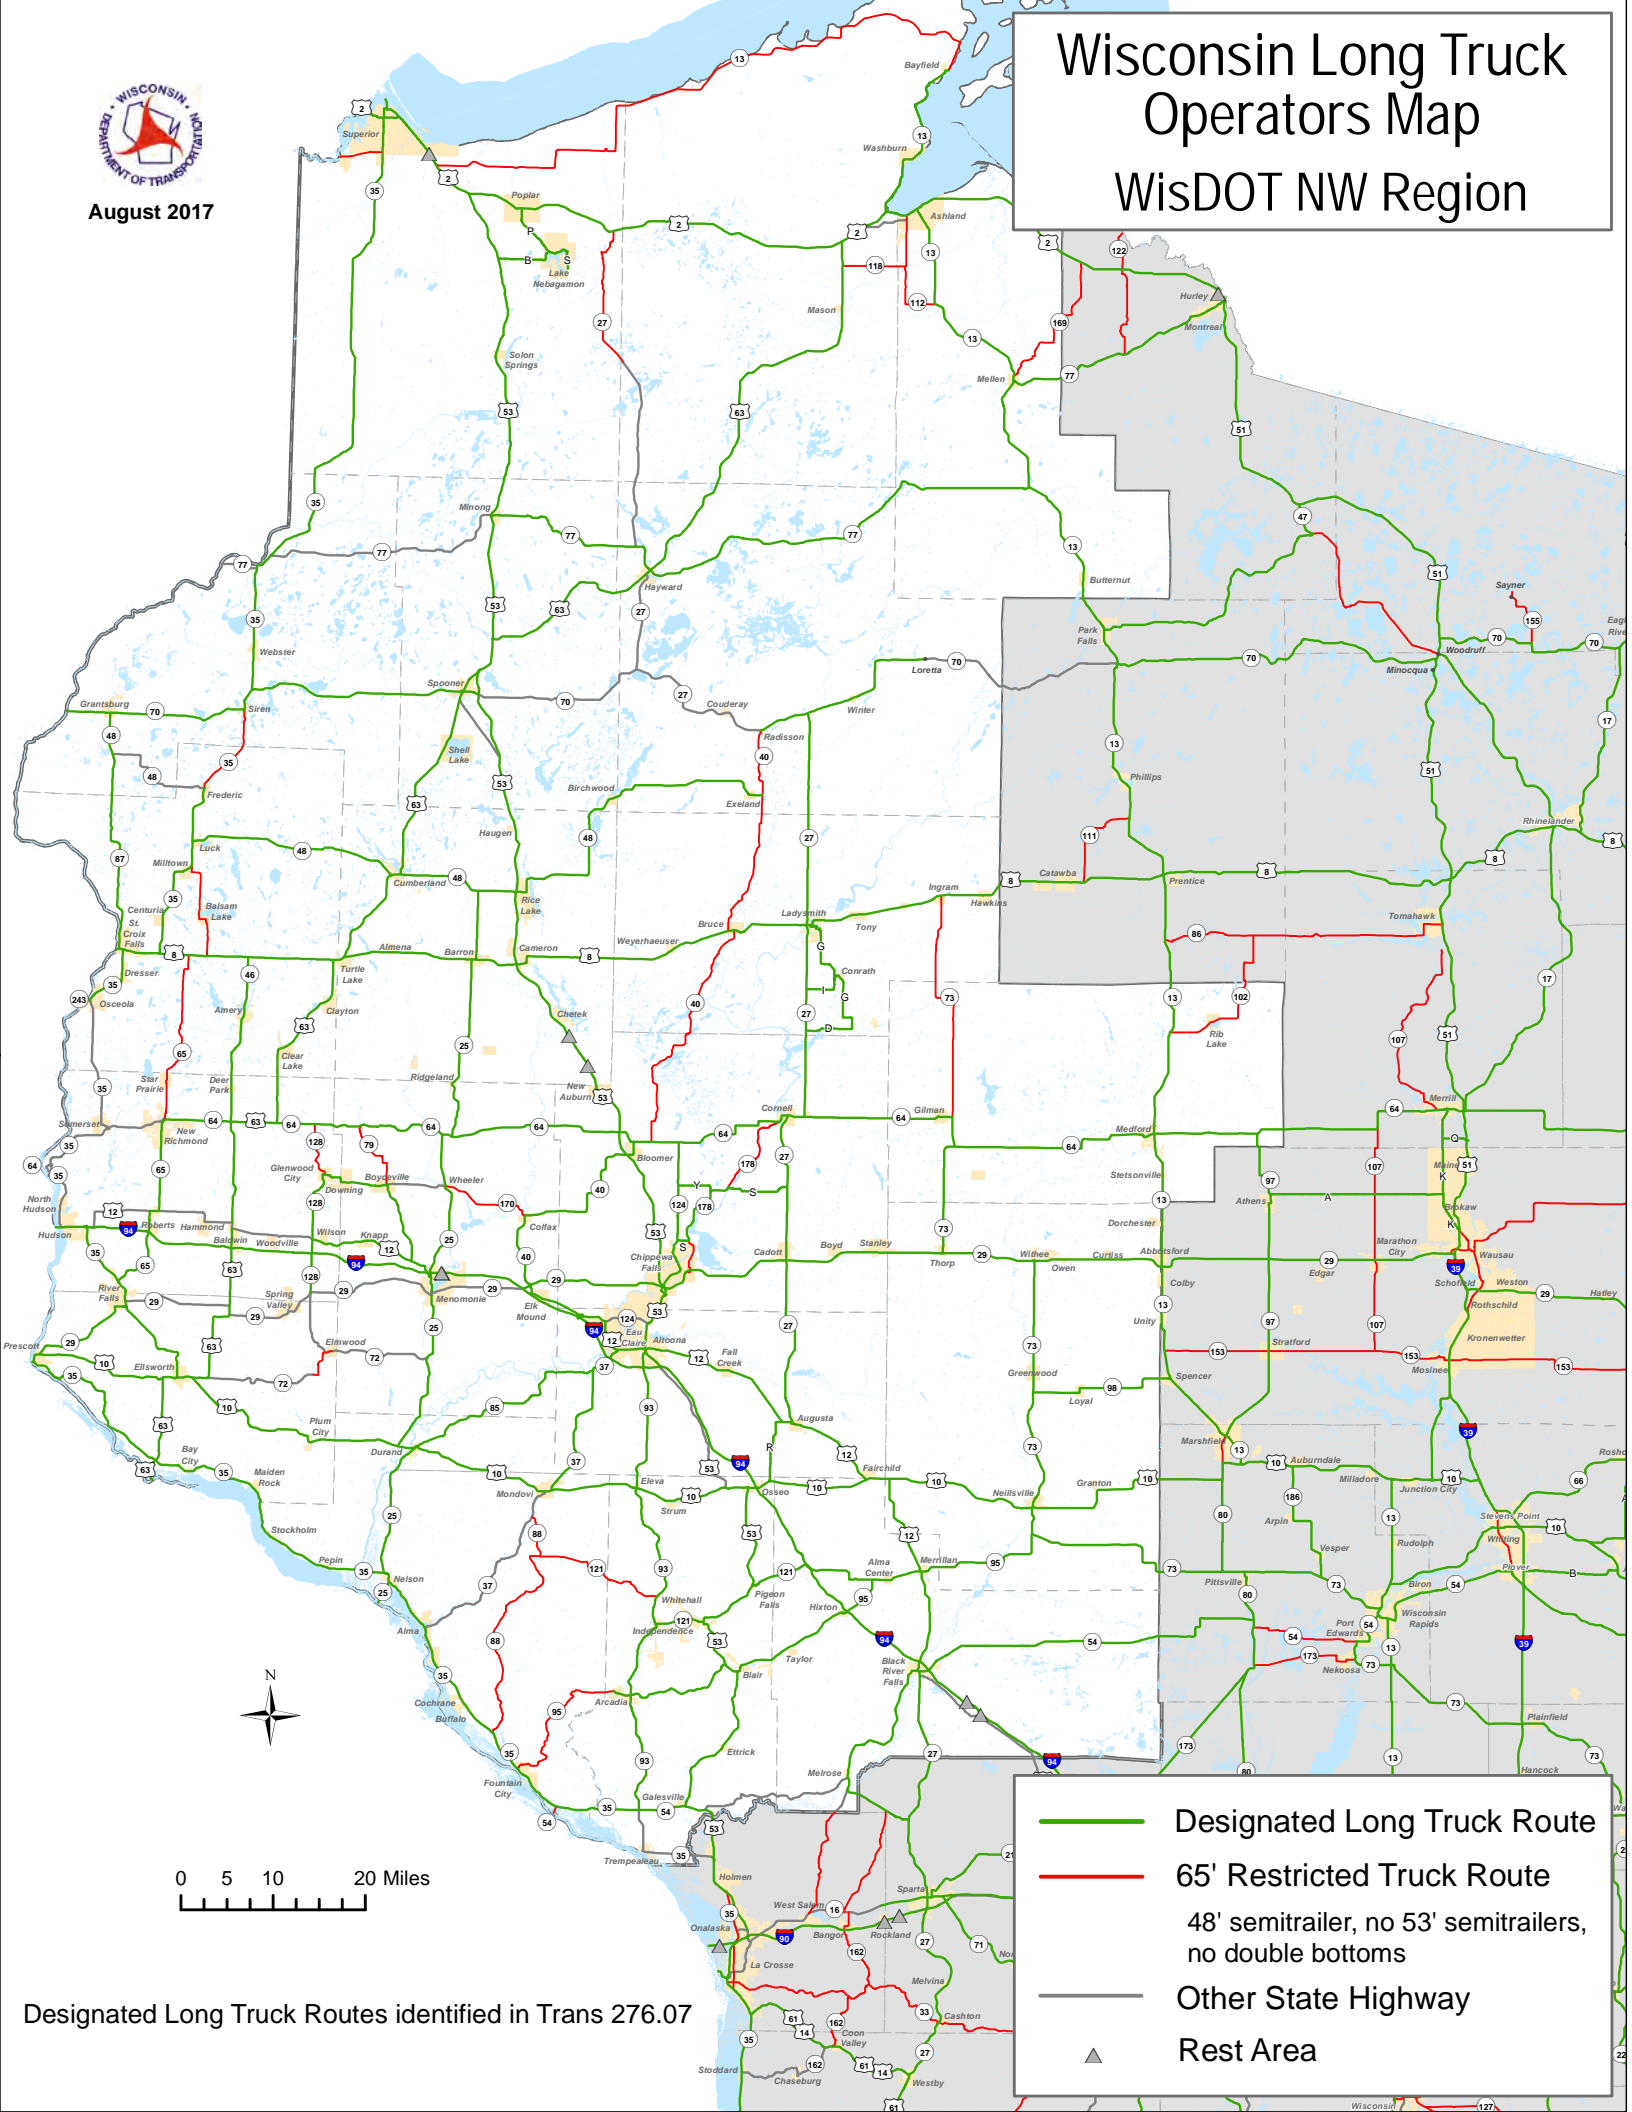 Wisconsin Long Truck
Operators Map
WisDOT NW Region
WISCONSIN
DEPARTMENT OF TRANSPORTATION
August 2017
Bayfield
Superior
Washburn
Poplar
Ashland
Lake
Nebagamon
Mason
Hurley
Montreal
Solon
Springs
Mellen
Minong
Hayward
Butternut
Sayner
Park
Falls
Webster
Woodruff
Minocqua
Loretta
Spooner
Grantsburg
Siren
Couderay
Winter
Radisson
Shell
Lake
Phillips
Birchwood
Frederic
Exeland
Haugen
Rhinelander
Luck
Milltown
Cumberland
Catawba
Prentice
Ingram
Hawkins
Rice
Lake
Balsam
Lake
Centuria
St.
Croix
Falls
Bruce
Ladysmith
Tony
Tomahawk
Weyerhaeuser
Almena
Barron
Cameron
Dresser
Turtle
Lake
Conrath
Osceola
Amery
Clayton
Chetek
Rib
Lake
Clear
Lake
Star
Prairie
Deer
Park
Ridgeland
New
Auburn
Cornell
Gilman
Merrill
Somerset
New
Richmond
Medford
Bloomer
Maine
Glenwood
City
Downing
Boyceville
Wheeler
Stetsonville
Athens
Brokaw
North
Hudson
Hudson
Roberts
Hammond
Baldwin
Woodville
Wilson
Knapp
Colfax
Chippewa
Falls
Cadott
Boyd
Stanley
Thorp
Withee
Owen
Curtiss
Abbotsford
Dorchester
Colby
Edgar
Marathon
City
Wausau
Schofield
Weston
Rothschild
Hatley
Kronenwetter
River
Falls
Spring
Valley
Menomonie
Elk
Mound
Eau
Claire
Altoona
Fall
Creek
Unity
Stratford
Mosinee
Prescott
Ellsworth
Elmwood
Greenwood
Loyal
Spencer
Plum
City
Augusta
Marshfield
Bay
City
Maiden
Rock
Durand
Mondovi
Eleva
Strum
Osseo
Fairchild
Neillsville
Granton
Auburndale
Milladore
Junction City
Arpin
Stevens Point
Whiting
Plover
Rudolph
Vesper
Stockholm
Pepin
Nelson
Alma
Center
Merrillan
Pittsville
Biron
Whitehall
Pigeon
Falls
Hixton
Independence
Port
Edwards
Wisconsin
Rapids
Nekoosa
Alma
Taylor
Blair
Black
River
Falls
Cochrane
Buffalo
Arcadia
Plainfield
Ettrick
Hancock
Melrose
Fountain
City
Galesville
Trempealeau
Holmen
West Salem
Sparta
Onalaska
Bangor
Rockland
La Crosse
Melvina
Cashton
Coon
Valley
Stoddard
Chaseburg
Westby
Wisconsin
N
0 5 10 20 Miles
Designated Long Truck Routes identified in Trans 276.07
Designated Long Truck Route
65' Restricted Truck Route
48' semitrailer, no 53' semitrailers,
no double bottoms
Other State Highway
Rest Area